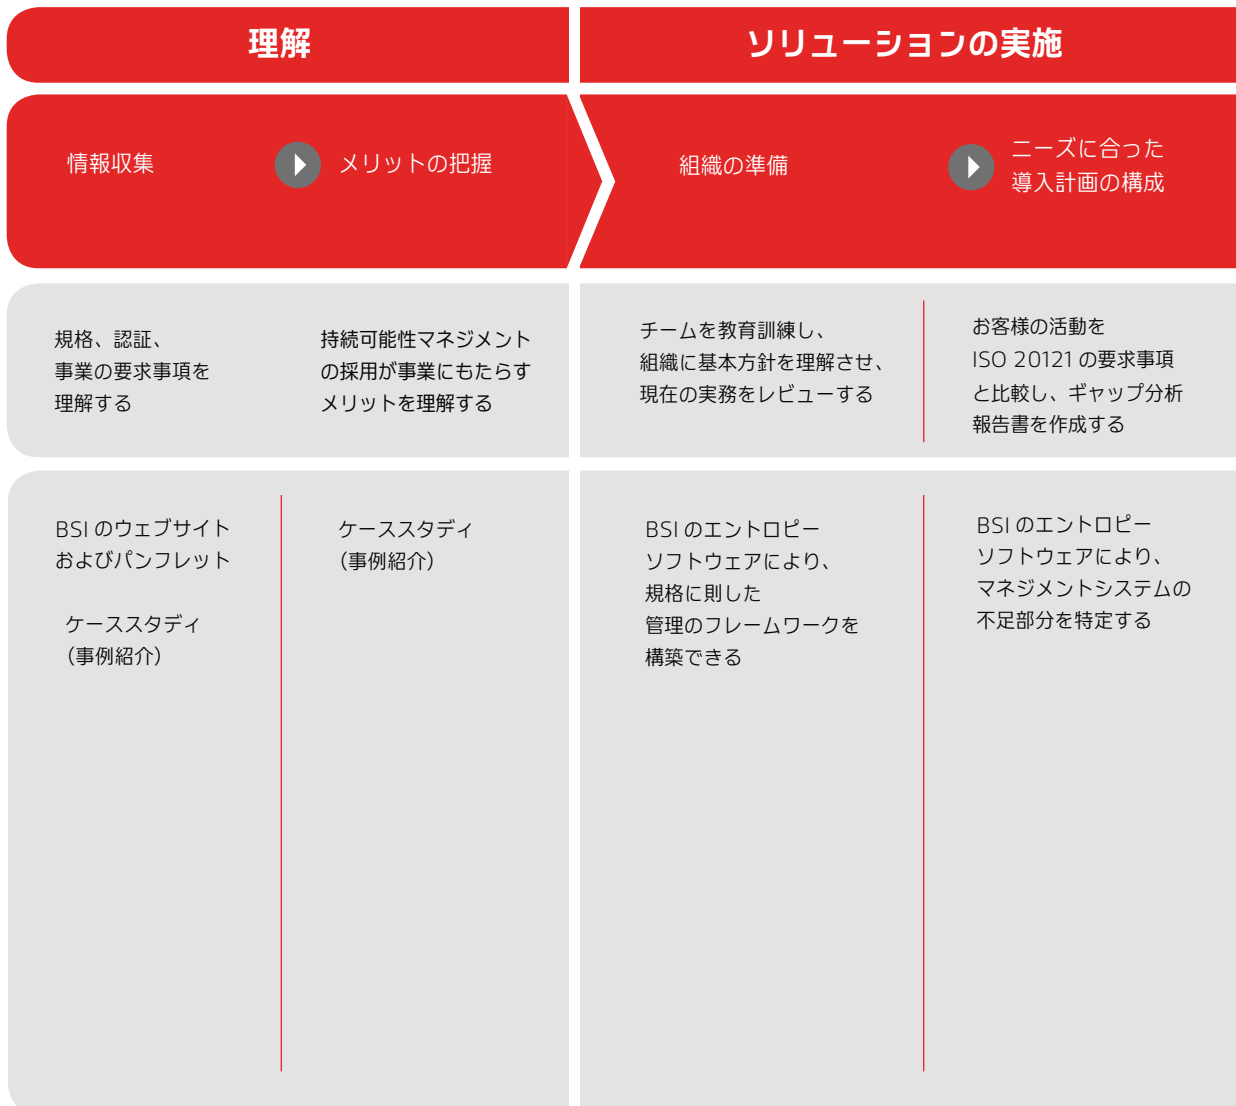 理解
ソリューションの実施
情報収集
メリットの把握
組織の準備
ニーズに合った
導入計画の構成
規格、認証、
事業の要求事項を
理解する
持続可能性マネジメント
の採用が事業にもたらす
メリットを理解する
チームを教育訓練し、
組織に基本方針を理解させ、
現在の実務をレビューする
お客様の活動を
ISO 20121 の要求事項
と比較し、ギャップ分析
報告書を作成する
BSI のウェブサイト
およびパンフレット
ケーススタディ
（事例紹介）
ケーススタディ
（事例紹介）
BSI のエントロピー
ソフトウェアにより、
規格に則した
管理のフレームワークを
構築できる
BSI のエントロピー
ソフトウェアにより、
マネジメントシステムの
不足部分を特定する